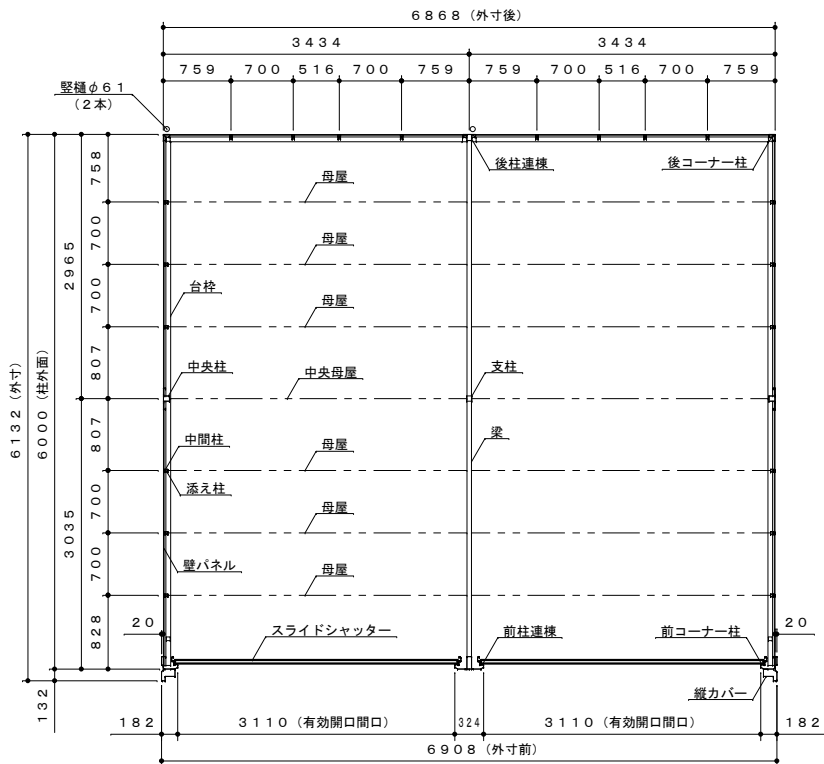 ６８６８（外寸後）
３４３４ ３４３４
７５９ ７００ ５１６ ７００ ７５９ ７５９ ７００ ５１６ ７００ ７５９
竪樋φ６１
（２本）
後柱連棟 後コーナー柱
母屋
母屋
台枠
母屋
中央柱 中央母屋 支柱
中間柱 母屋 梁
添え柱
母屋
壁パネル
母屋
スライドシャッター 前柱連棟 前コーナー柱
縦カバー
６１３２（外寸）
６０００（柱外面）
１３２
２９６５
３０３５
７５８
７００
７００
８０７
８０７
７００
７００
８２８
２０ ２０
１８２ ３１１０（有効開口間口） ３２４ ３１１０（有効開口間口） １８２
６９０８（外寸前）